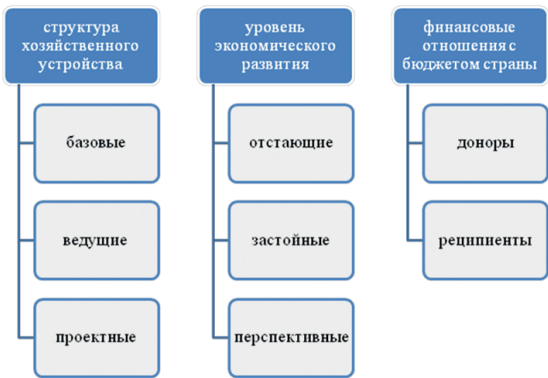 структура
хозяйственного
устройства
базовые
ведущие
проектные
уровень
экономического
развития
отстающие
застойные
перспективные
финансовые
отношения с
бюджетом страны
доноры
реципиенты